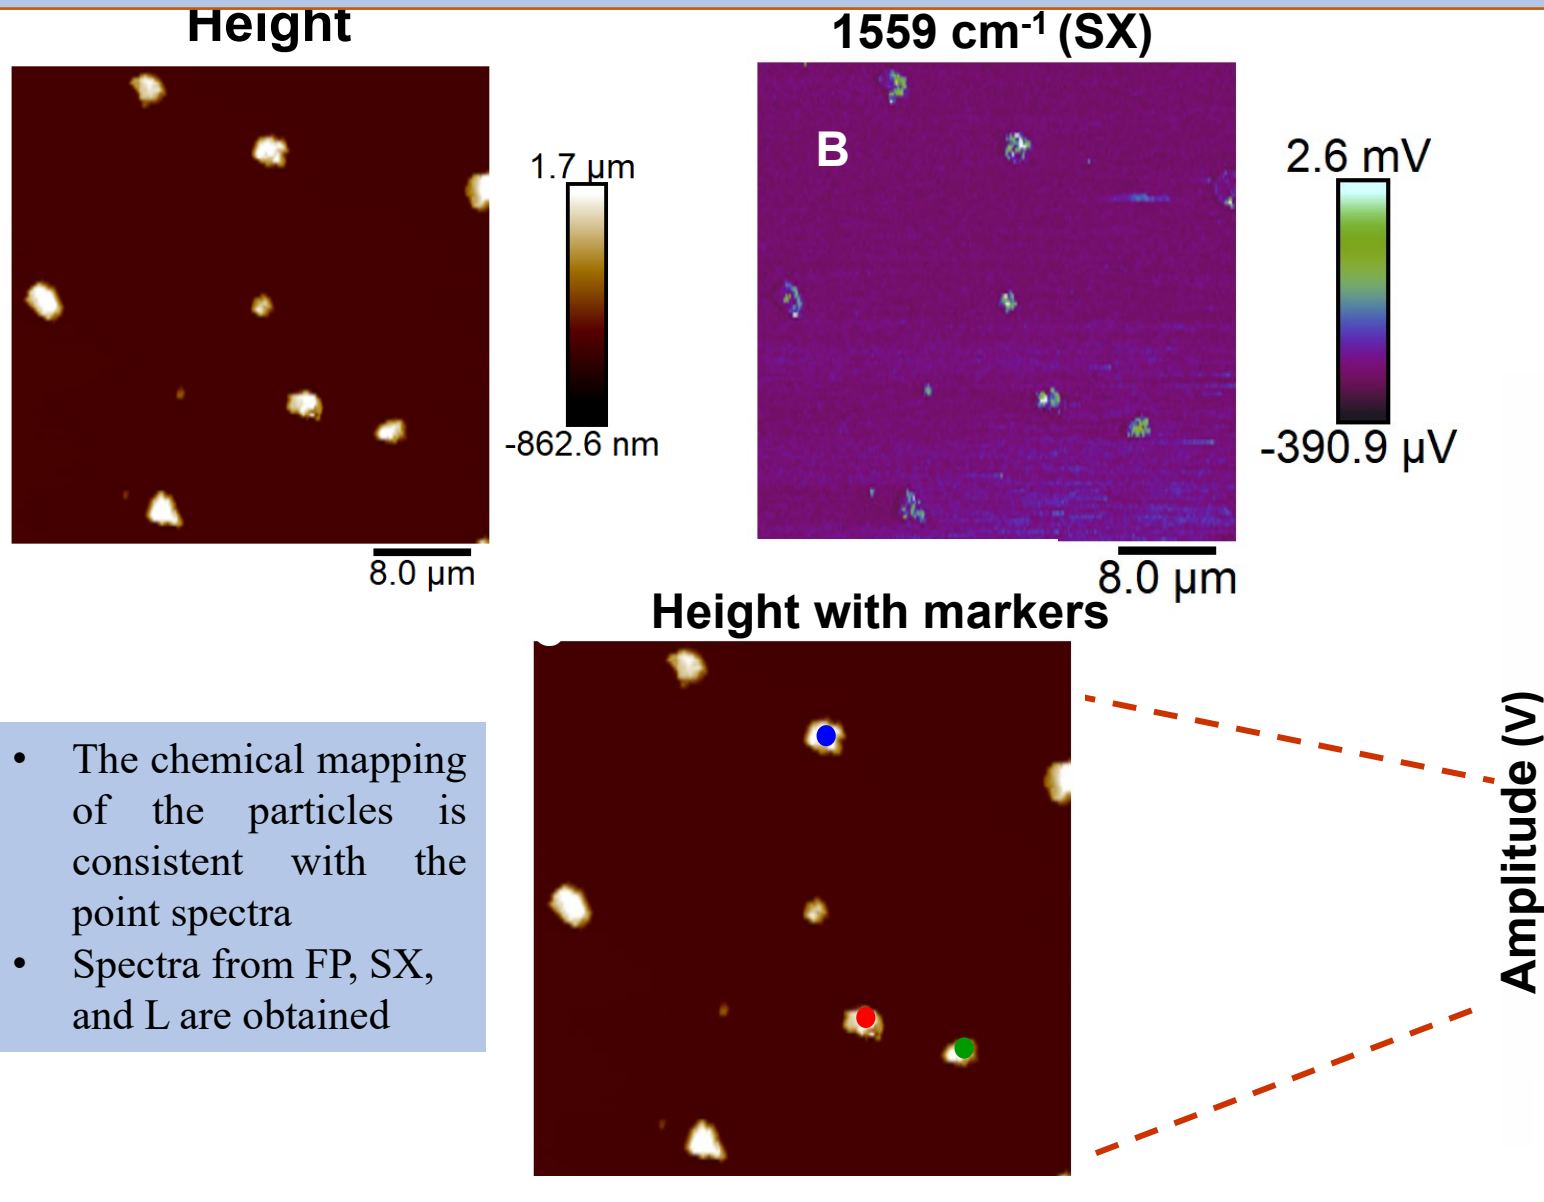 Height
1559 cm⁻¹ (SX)
1.7 µm
-862.6 nm
8.0 µm
B
2.6 mV
-390.9 µV
8.0 µm
Height with markers
• The chemical mapping
of the particles is
consistent with the
point spectra
• Spectra from FP, SX,
and L are obtained
Amplitude (V)